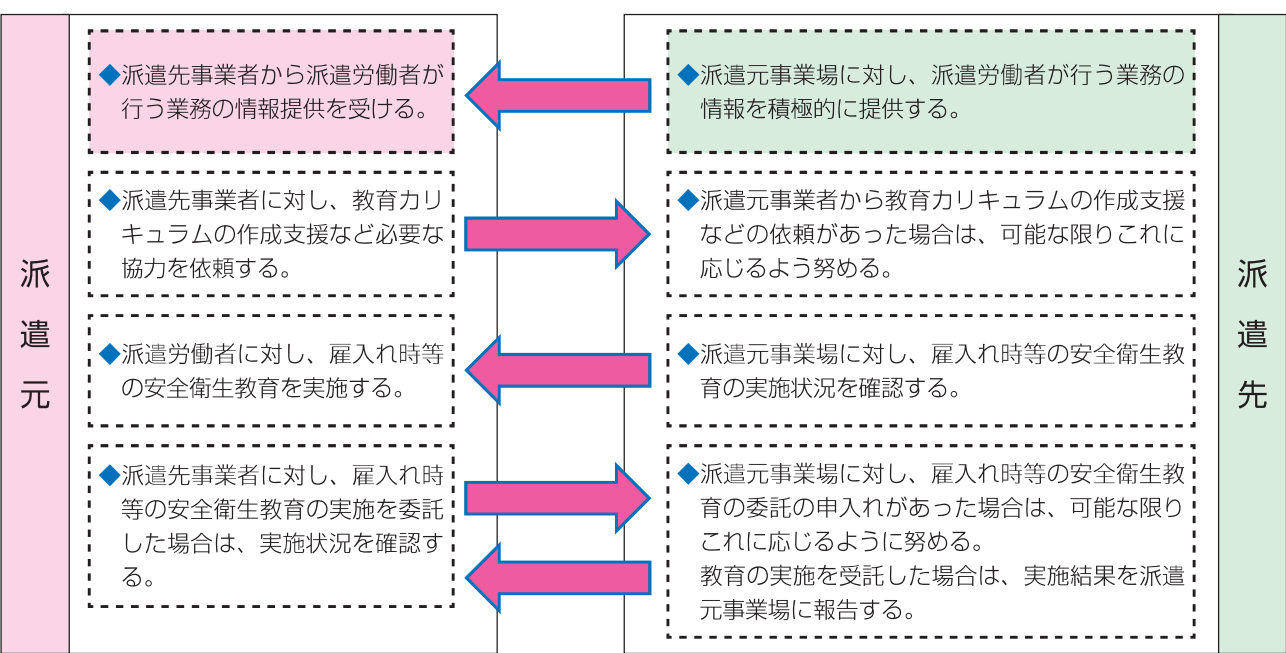 派遣元
◆派遣先事業者から派遣労働者が
行う業務の情報提供を受ける。
◆派遣先事業者に対し、教育カリ
キュラムの作成支援など必要な
協力を依頼する。
◆派遣労働者に対し、雇入れ時等
の安全衛生教育を実施する。
◆派遣先事業者に対し、雇入れ時
等の安全衛生教育の実施を委託
した場合は、実施状況を確認す
る。
◆派遣元事業場に対し、派遣労働者が行う業務の
情報を積極的に提供する。
◆派遣元事業者から教育カリキュラムの作成支援
などの依頼があった場合は、可能な限りこれに
応じるよう努める。
◆派遣元事業場に対し、雇入れ時等の安全衛生教
育の実施状況を確認する。
◆派遣元事業場に対し、雇入れ時等の安全衛生教
育の委託の申入れがあった場合は、可能な限り
これに応じるように努める。
教育の実施を受託した場合は、実施結果を派遣
元事業場に報告する。
派遣先